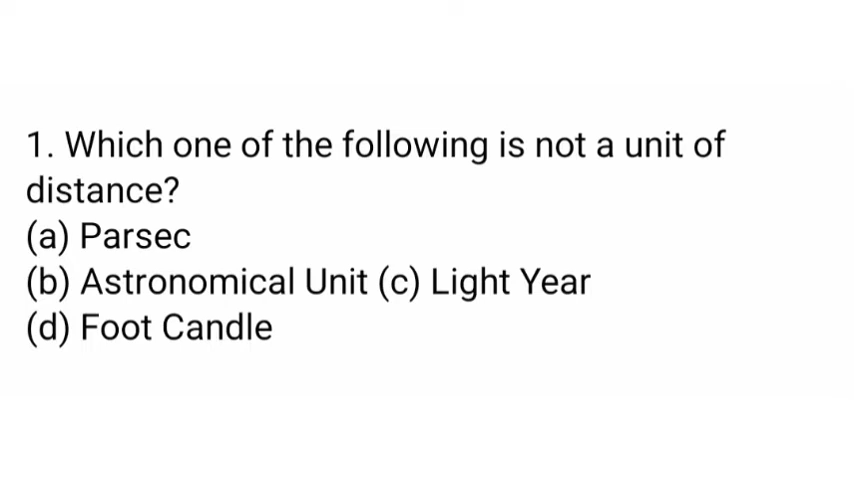 1. Which one of the following is not a unit of
distance?
(a) Parsec
(b) Astronomical Unit (c) Light Year
(d) Foot Candle